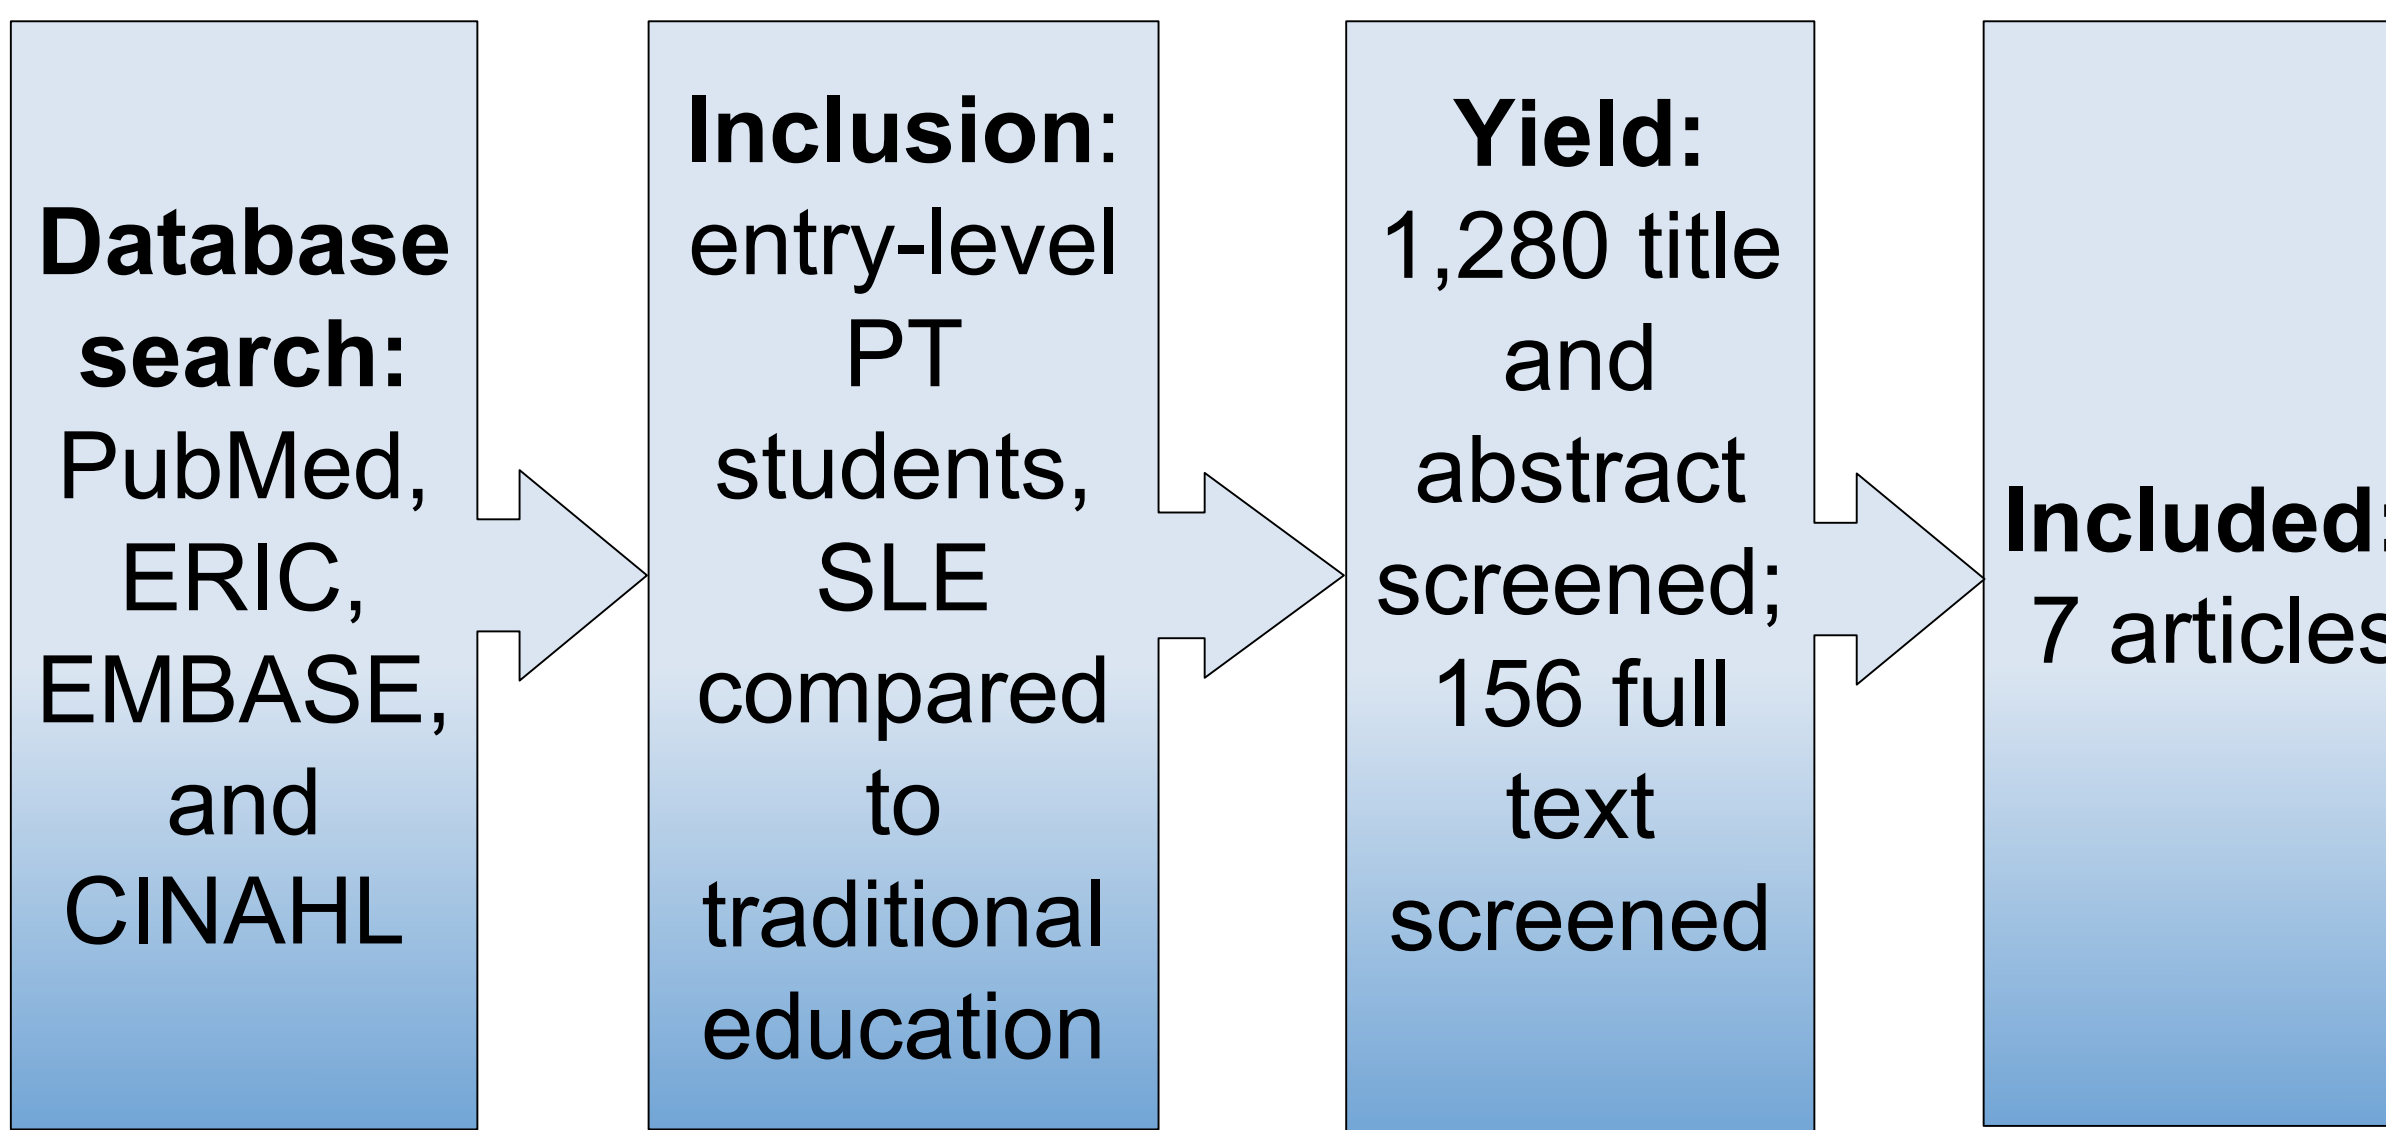 Database
search:
PubMed,
ERIC,
EMBASE,
and
CINAHL
Inclusion:
entry-level
PT
students,
SLE
compared
to
traditional
education
Yield:
1,280 title
and
abstract
screened;
156 full
text
screened
Included:
7 articles